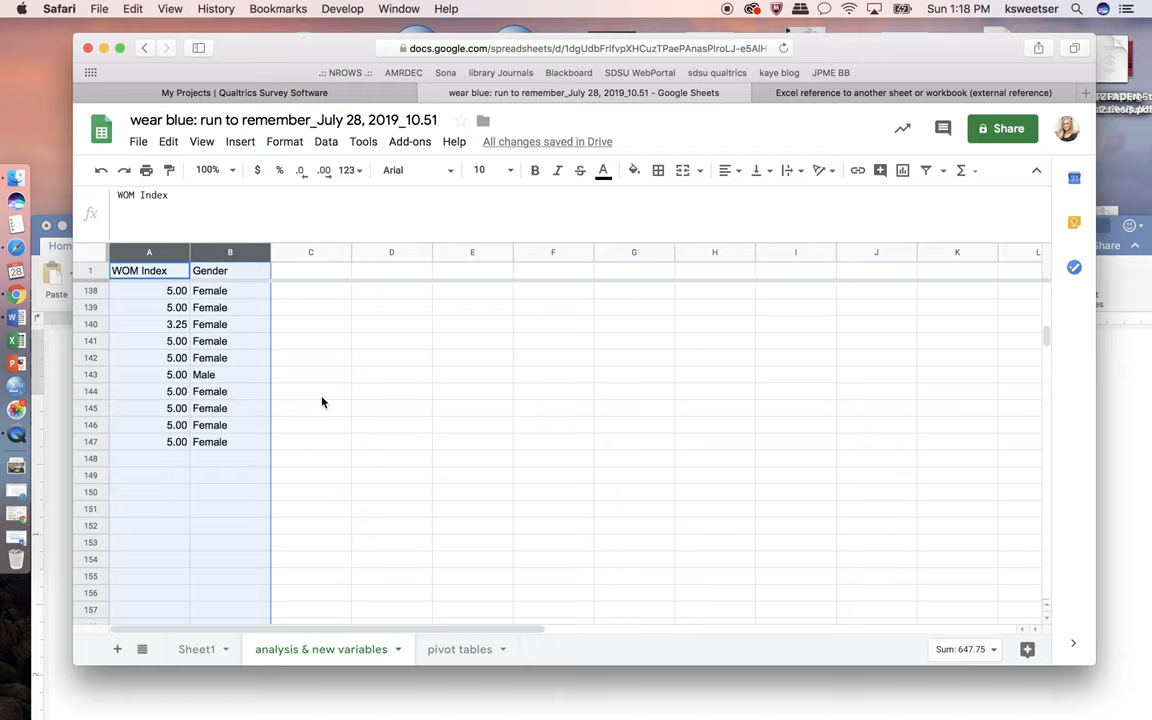 Safari File Edit View History Bookmarks Develop Window Help Sun 1:18 PM ksweetser
docs.google.com/spreadsheets/d/1dgUdbFrIfvpXHCuzTPaePAnasPIroLJ-e5AIH
.:: NROWS .:: AMRDEC Sona library Journals Blackboard SDSU WebPortal sdsu qualtrics kaye blog JPME BB
My Projects | Qualtrics Survey Software wear blue: run to remember_July 28, 2019_10.51 - Google Sheets Excel reference to another sheet or workbook (external reference)
wear blue: run to remember_July 28, 2019_10.51
Share
File Edit View Insert Format Data Tools Add-ons Help All changes saved in Drive
100% $ % .0 .00 123 Arial 10 B I S A
fx WOM Index
Home
Share
Paste
A B C D E F G H I J K L
1 WOM Index Gender
138 5.00 Female
139 5.00 Female
140 3.25 Female
141 5.00 Female
142 5.00 Female
143 5.00 Male
144 5.00 Female
145 5.00 Female
146 5.00 Female
147 5.00 Female
148
149
150
151
152
153
154
155
156
157
Sheet1 analysis & new variables pivot tables Sum: 647.75